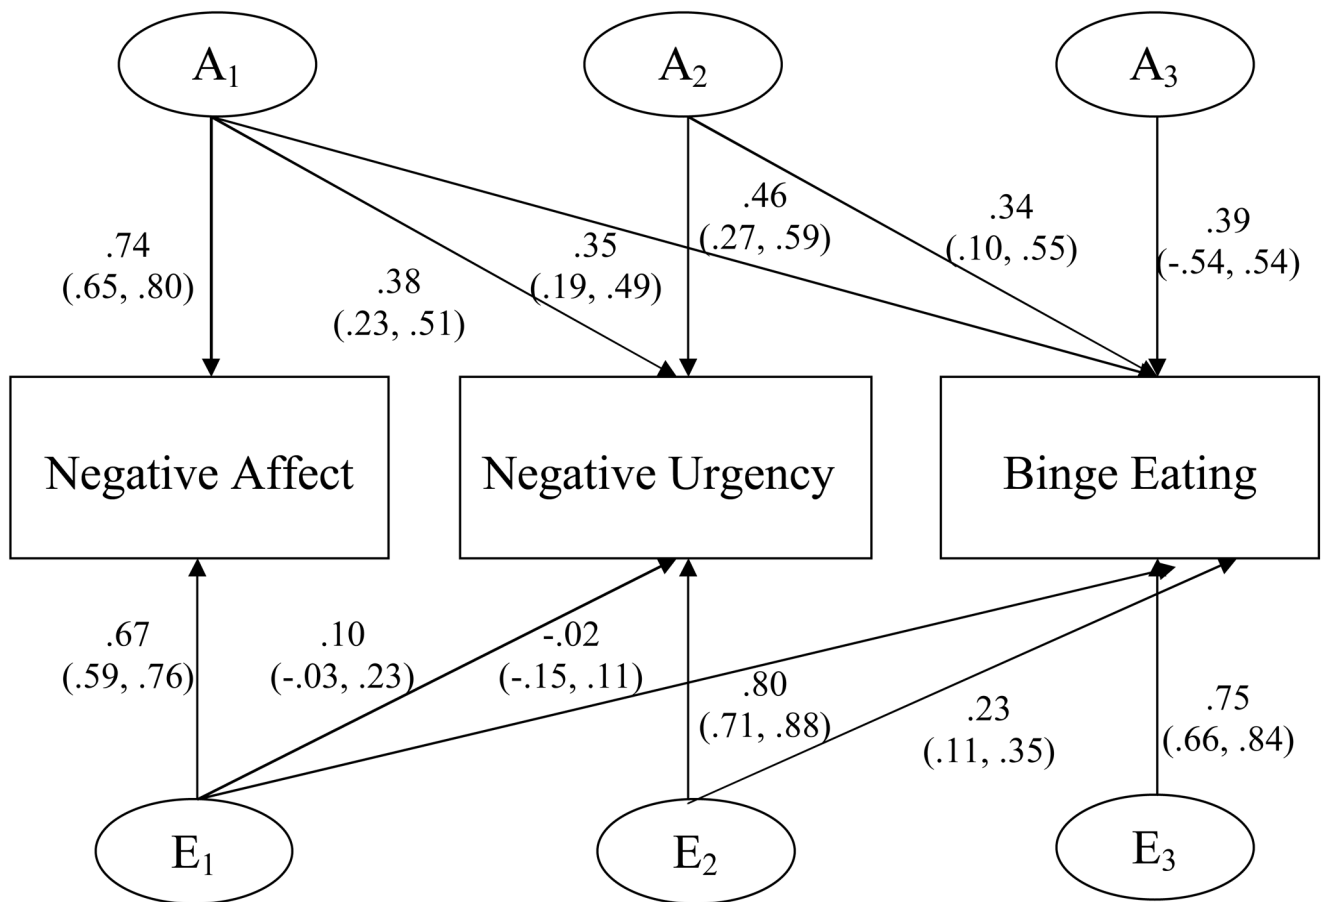 A₁
A₂
A₃
.74
(.65, .80)
.38
(.23, .51)
.35
(.19, .49)
.46
(.27, .59)
.34
(.10, .55)
.39
(-.54, .54)
Negative Affect
Negative Urgency
Binge Eating
.67
(.59, .76)
.10
(-.03, .23)
-.02
(-.15, .11)
.80
(.71, .88)
.23
(.11, .35)
.75
(.66, .84)
E₁
E₂
E₃